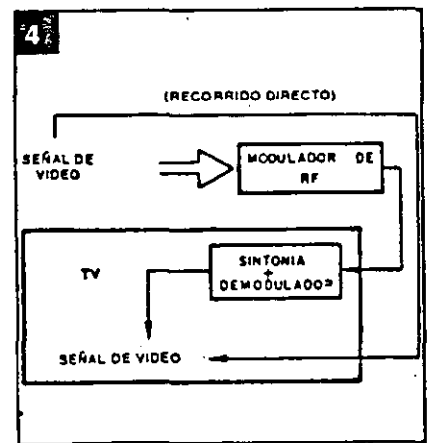 4
(RECORRIDO DIRECTO)
SEÑAL DE
VIDEO
MODULADOR DE
RF
TV
SINTONIA
+
DEMODULADOR
SEÑAL DE VIDEO